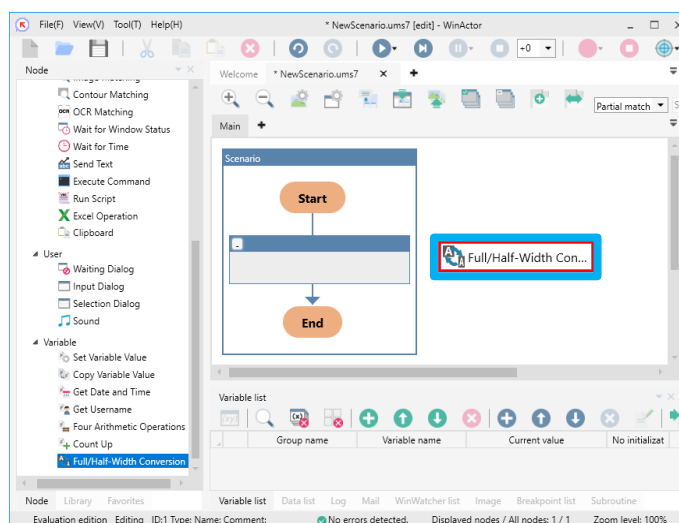 File(F) View(V) Tool(T) Help(H) * NewScenario.ums7 [edit] - WinActor
+0
Node
Welcome * NewScenario.ums7
Contour Matching
OCR Matching
Wait for Window Status
Wait for Time
Send Text
Execute Command
Run Script
Excel Operation
Clipboard
User
Waiting Dialog
Input Dialog
Selection Dialog
Sound
Variable
Set Variable Value
Copy Variable Value
Get Date and Time
Get Username
Four Arithmetic Operations
Count Up
Full/Half-Width Conversion
Node Library Favorites
Partial match
Main
Scenario
Start
Full/Half-Width Con...
End
Variable list
Group name Variable name Current value No initializat
Variable list Data list Log Mail WinWatcher list Image Breakpoint list Subroutine
Evaluation edition Editing ID:1 Type: Name: Comment: No errors detected. Displayed nodes / All nodes: 1 / 1 Zoom level: 100%